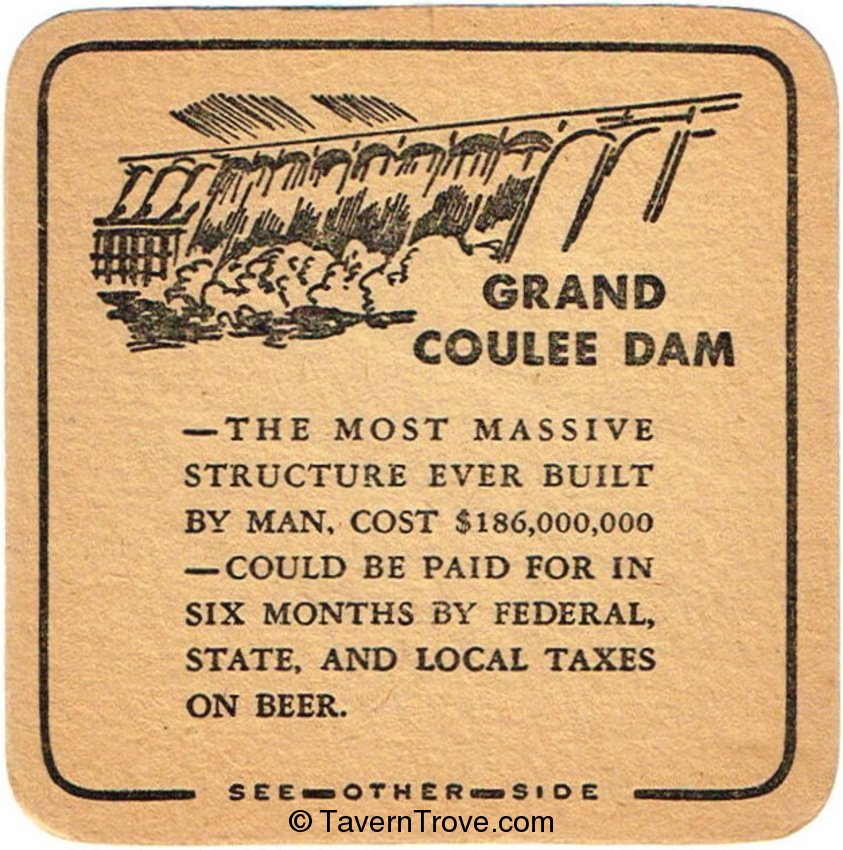 GRAND
COULEE DAM
—THE MOST MASSIVE
STRUCTURE EVER BUILT
BY MAN, COST $186,000,000
—COULD BE PAID FOR IN
SIX MONTHS BY FEDERAL,
STATE, AND LOCAL TAXES
ON BEER.
SEE—OTHER—SIDE
© TavernTrove.com